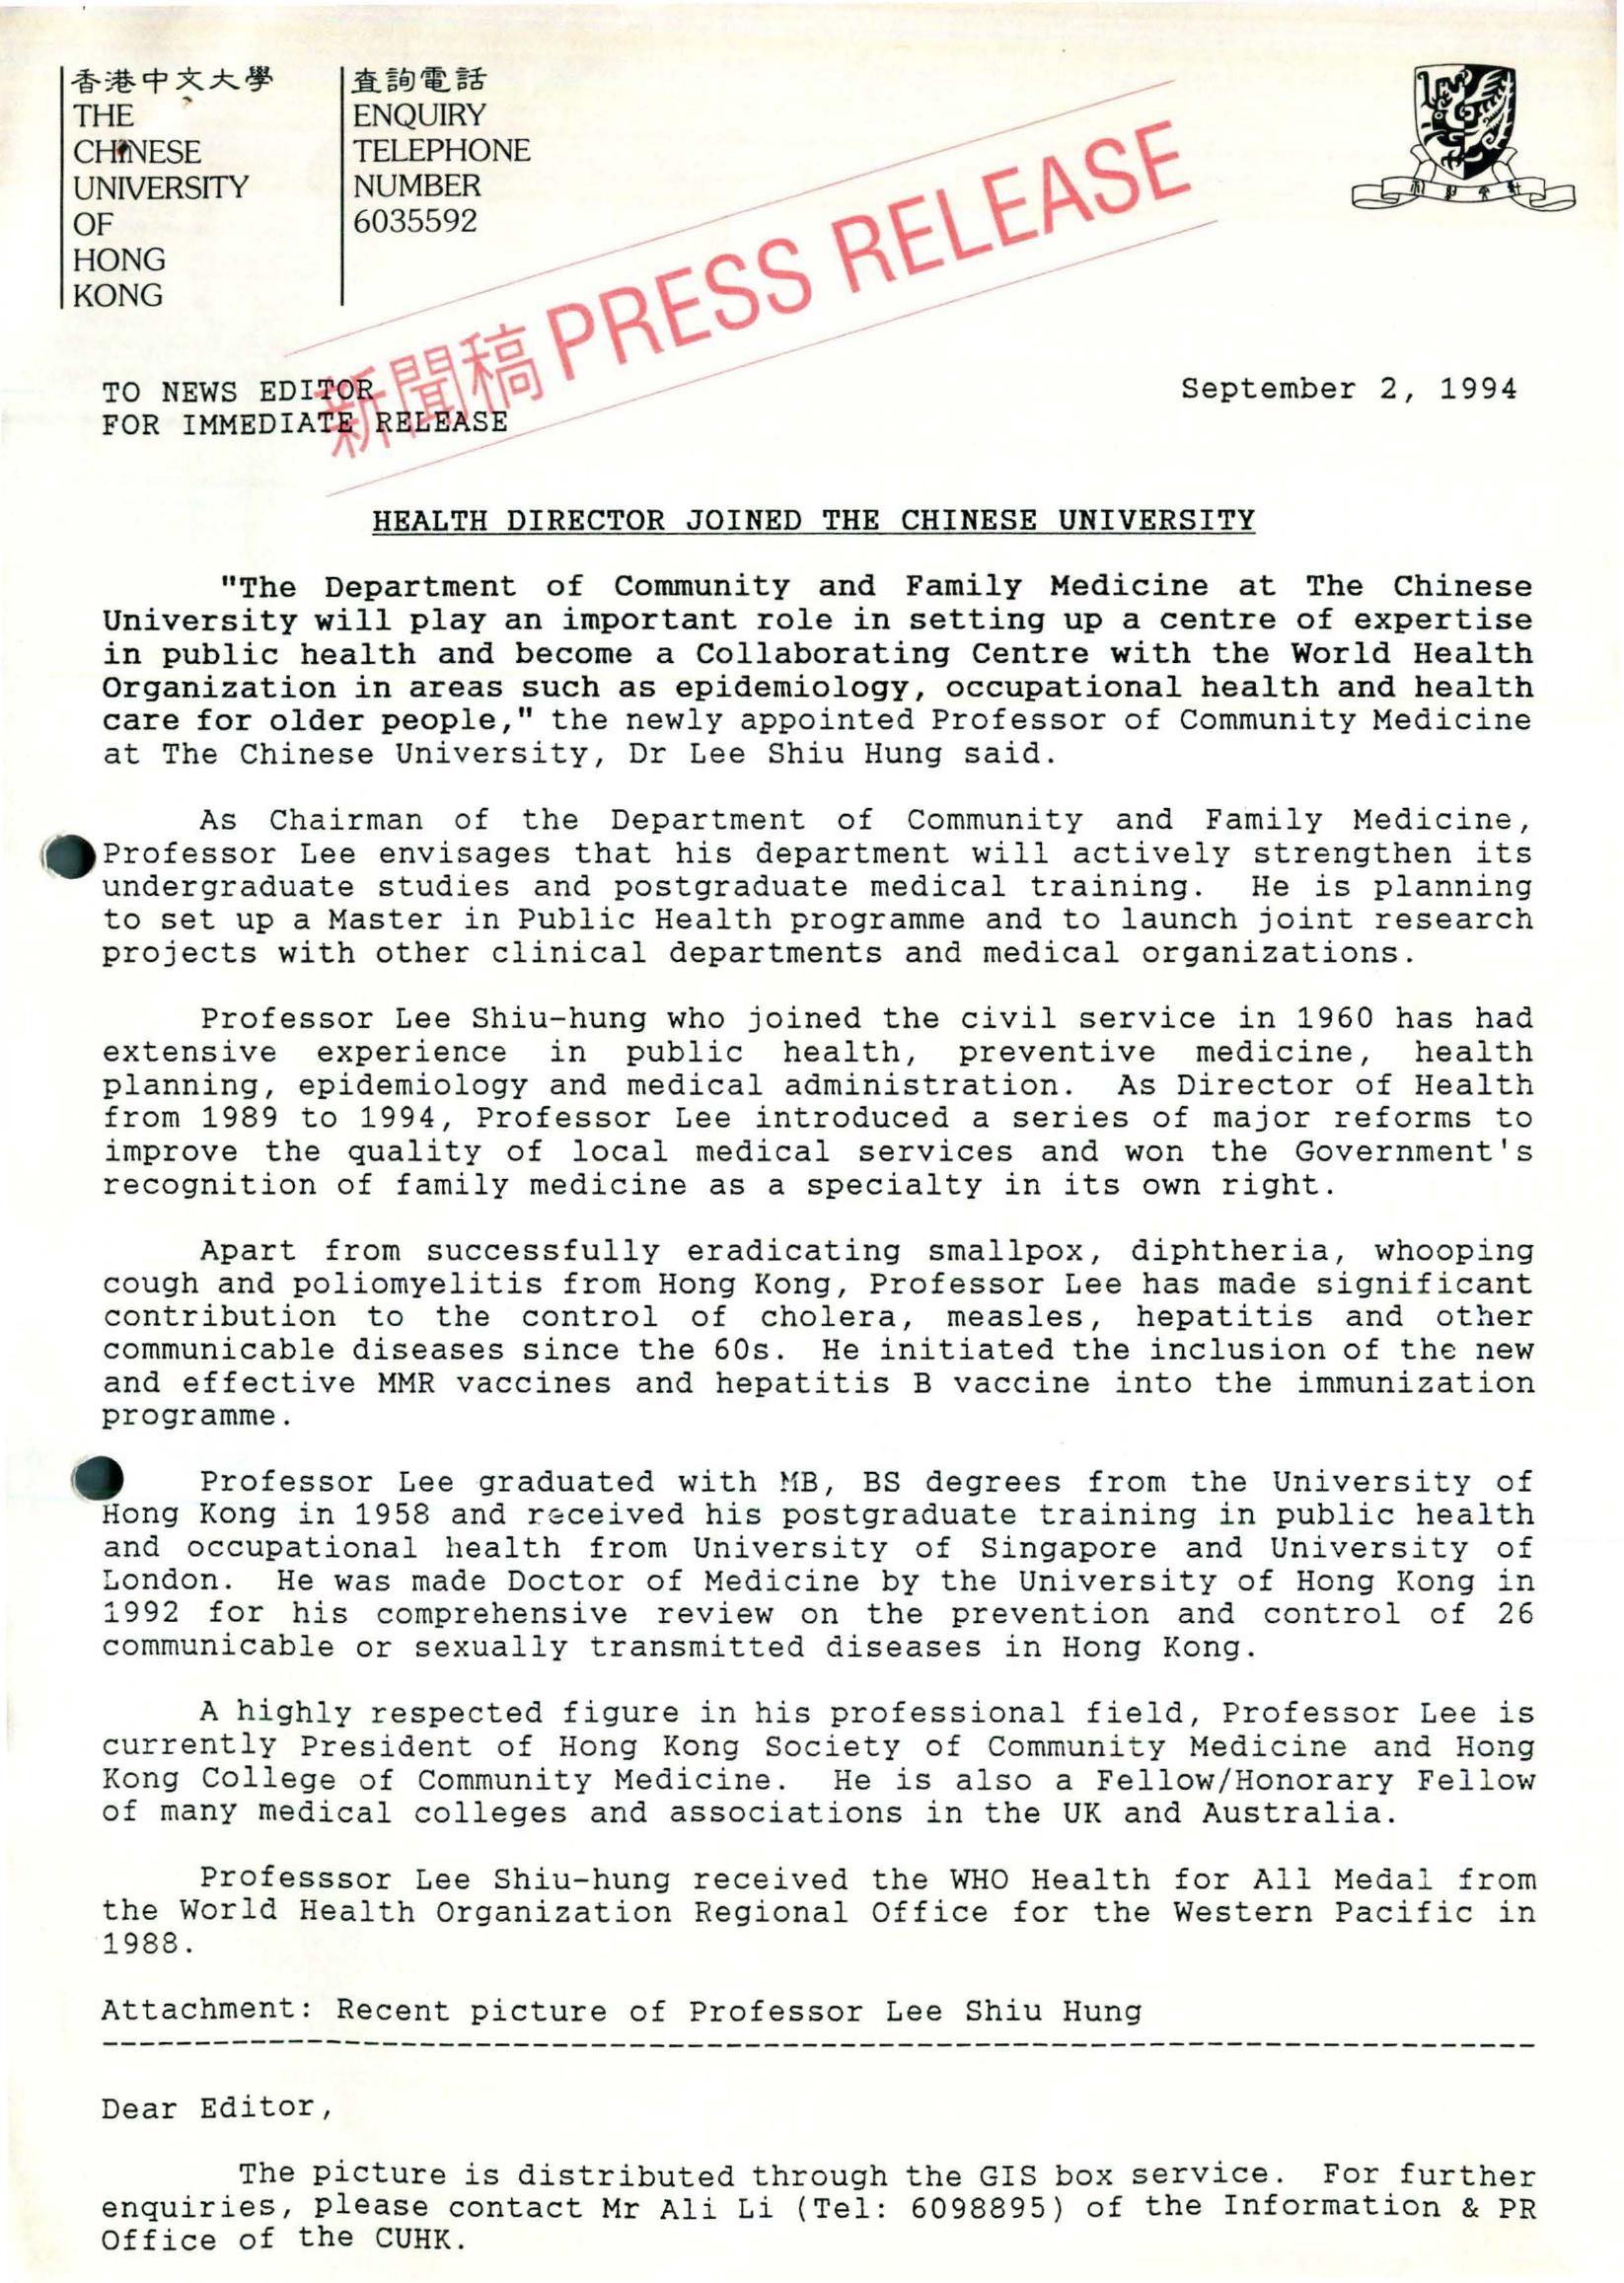 香港中文大學
THE
CHINESE
UNIVERSITY
OF
HONG
KONG
查詢電話
ENQUIRY
TELEPHONE
NUMBER
6035592
新聞稿 PRESS RELEASE
TO NEWS EDITOR
FOR IMMEDIATE RELEASE
September 2, 1994
HEALTH DIRECTOR JOINED THE CHINESE UNIVERSITY
"The Department of Community and Family Medicine at The Chinese
University will play an important role in setting up a centre of expertise
in public health and become a Collaborating Centre with the World Health
Organization in areas such as epidemiology, occupational health and health
care for older people," the newly appointed Professor of Community Medicine
at The Chinese University, Dr Lee Shiu Hung said.
As Chairman of the Department of Community and Family Medicine,
Professor Lee envisages that his department will actively strengthen its
undergraduate studies and postgraduate medical training. He is planning
to set up a Master in Public Health programme and to launch joint research
projects with other clinical departments and medical organizations.
Professor Lee Shiu-hung who joined the civil service in 1960 has had
extensive experience in public health, preventive medicine, health
planning, epidemiology and medical administration. As Director of Health
from 1989 to 1994, Professor Lee introduced a series of major reforms to
improve the quality of local medical services and won the Government's
recognition of family medicine as a specialty in its own right.
Apart from successfully eradicating smallpox, diphtheria, whooping
cough and poliomyelitis from Hong Kong, Professor Lee has made significant
contribution to the control of cholera, measles, hepatitis and other
communicable diseases since the 60s. He initiated the inclusion of the new
and effective MMR vaccines and hepatitis B vaccine into the immunization
programme.
Professor Lee graduated with MB, BS degrees from the University of
Hong Kong in 1958 and received his postgraduate training in public health
and occupational health from University of Singapore and University of
London. He was made Doctor of Medicine by the University of Hong Kong in
1992 for his comprehensive review on the prevention and control of 26
communicable or sexually transmitted diseases in Hong Kong.
A highly respected figure in his professional field, Professor Lee is
currently President of Hong Kong Society of Community Medicine and Hong
Kong College of Community Medicine. He is also a Fellow/Honorary Fellow
of many medical colleges and associations in the UK and Australia.
Professsor Lee Shiu-hung received the WHO Health for All Medal from
the World Health Organization Regional Office for the Western Pacific in
1988.
Attachment: Recent picture of Professor Lee Shiu Hung
Dear Editor,
The picture is distributed through the GIS box service. For further
enquiries, please contact Mr Ali Li (Tel: 6098895) of the Information & PR
Office of the CUHK.